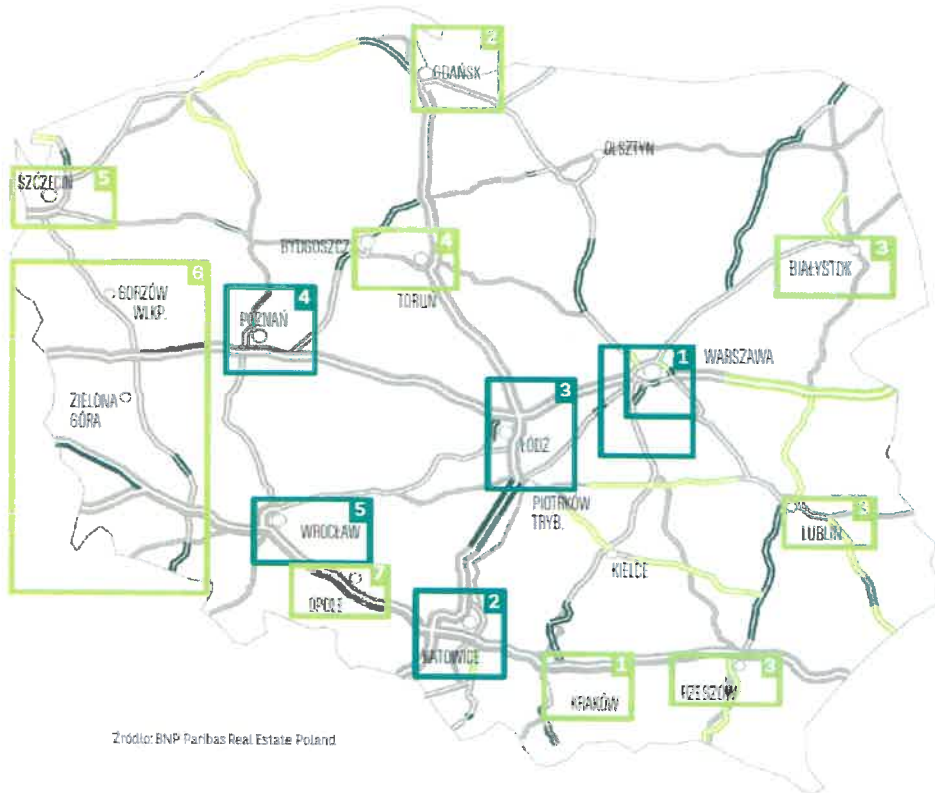 2
GDAŃSK
OLSZTYN
SZCZECIN
5
BYDGOSZCZ
4
TORUŃ
3
BIAŁYSTOK
6
GORZÓW
WLKP.
4
POZNAŃ
1
WARSZAWA
ZIELONA
GÓRA
3
ŁÓDŹ
PIOTRKÓW
TRYB.
5
WROCŁAW
3
LUBLIN
KIELCE
7
OPOLE
2
KATOWICE
1
KRAKÓW
3
RZESZÓW
Źródło: BNP Paribas Real Estate Poland